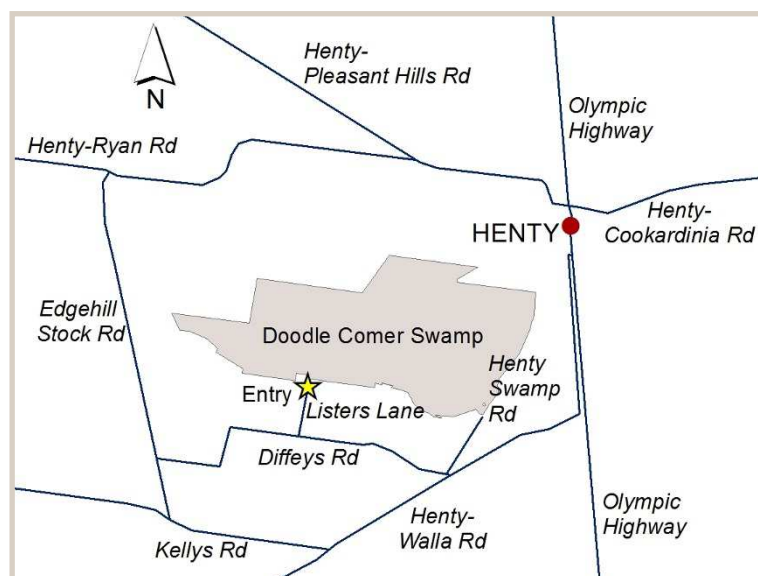 Henty-
Pleasant Hills Rd
N
Olympic
Highway
Henty-Ryan Rd
HENTY
Henty-
Cookardinia Rd
Edgehill
Stock Rd
Doodle Comer Swamp
Henty
Swamp
Rd
Entry
Listers Lane
Diffeys Rd
Kellys Rd
Henty-
Walla Rd
Olympic
Highway